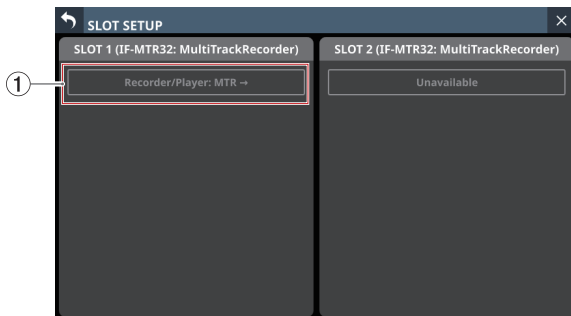 SLOT SETUP
SLOT 1 (IF-MTR32: MultiTrackRecorder)
SLOT 2 (IF-MTR32: MultiTrackRecorder)
1
Recorder/Player: MTR →
Unavailable